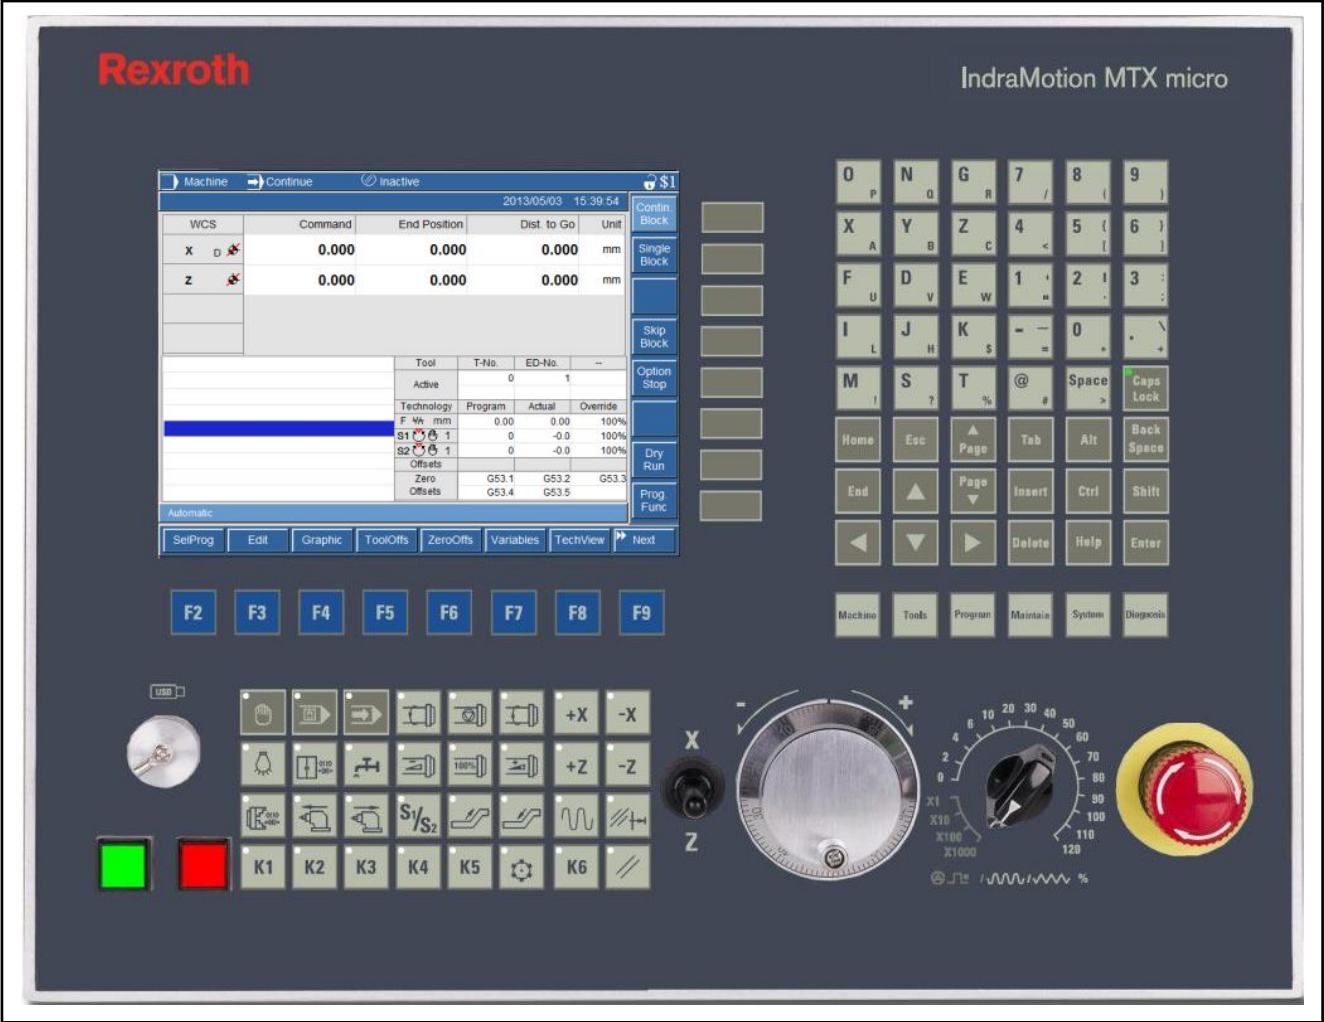 Rexroth
IndraMotion MTX micro
Machine Continue Inactive $1
2013/05/03 15:39:54
WCS Command End Position Dist. to Go Unit
X D 0.000 0.000 0.000 mm
Z 0.000 0.000 0.000 mm
Contin. Block
Single Block
Skip Block
Option Stop
Dry Run
Prog. Func
Tool T-No. ED-No. --
Active 0 1
Technology Program Actual Override
F mm 0.00 0.00 100%
S1 1 0 -0.0 100%
S2 1 0 -0.0 100%
Offsets
Zero G53.1 G53.2 G53.3
Offsets G53.4 G53.5
Automatic
SelProg Edit Graphic ToolOffs ZeroOffs Variables TechView Next
F2 F3 F4 F5 F6 F7 F8 F9
O P N Q G R 7 / 8 ( 9 )
X A Y B Z C 4 < 5 { [ 6 } ]
F U D V E W 1 ' " 2 ! , 3 : ;
I L J H K $ - _ = 0 * . \ +
M ! S ? T % @ # Space > Caps Lock
Home Esc Page Tab Alt Back Space
End Page Insert Ctrl Shift
Delete Help Enter
Machine Tools Program Maintain System Diagnosis
USB
+X -X
100% +Z -Z
0110 S1/S2
K1 K2 K3 K4 K5 K6
X
Z
- +
0 2 4 6 10 20 30 40 50 60 70 80 90 100 110 120
X1
X10
X100
X1000
%